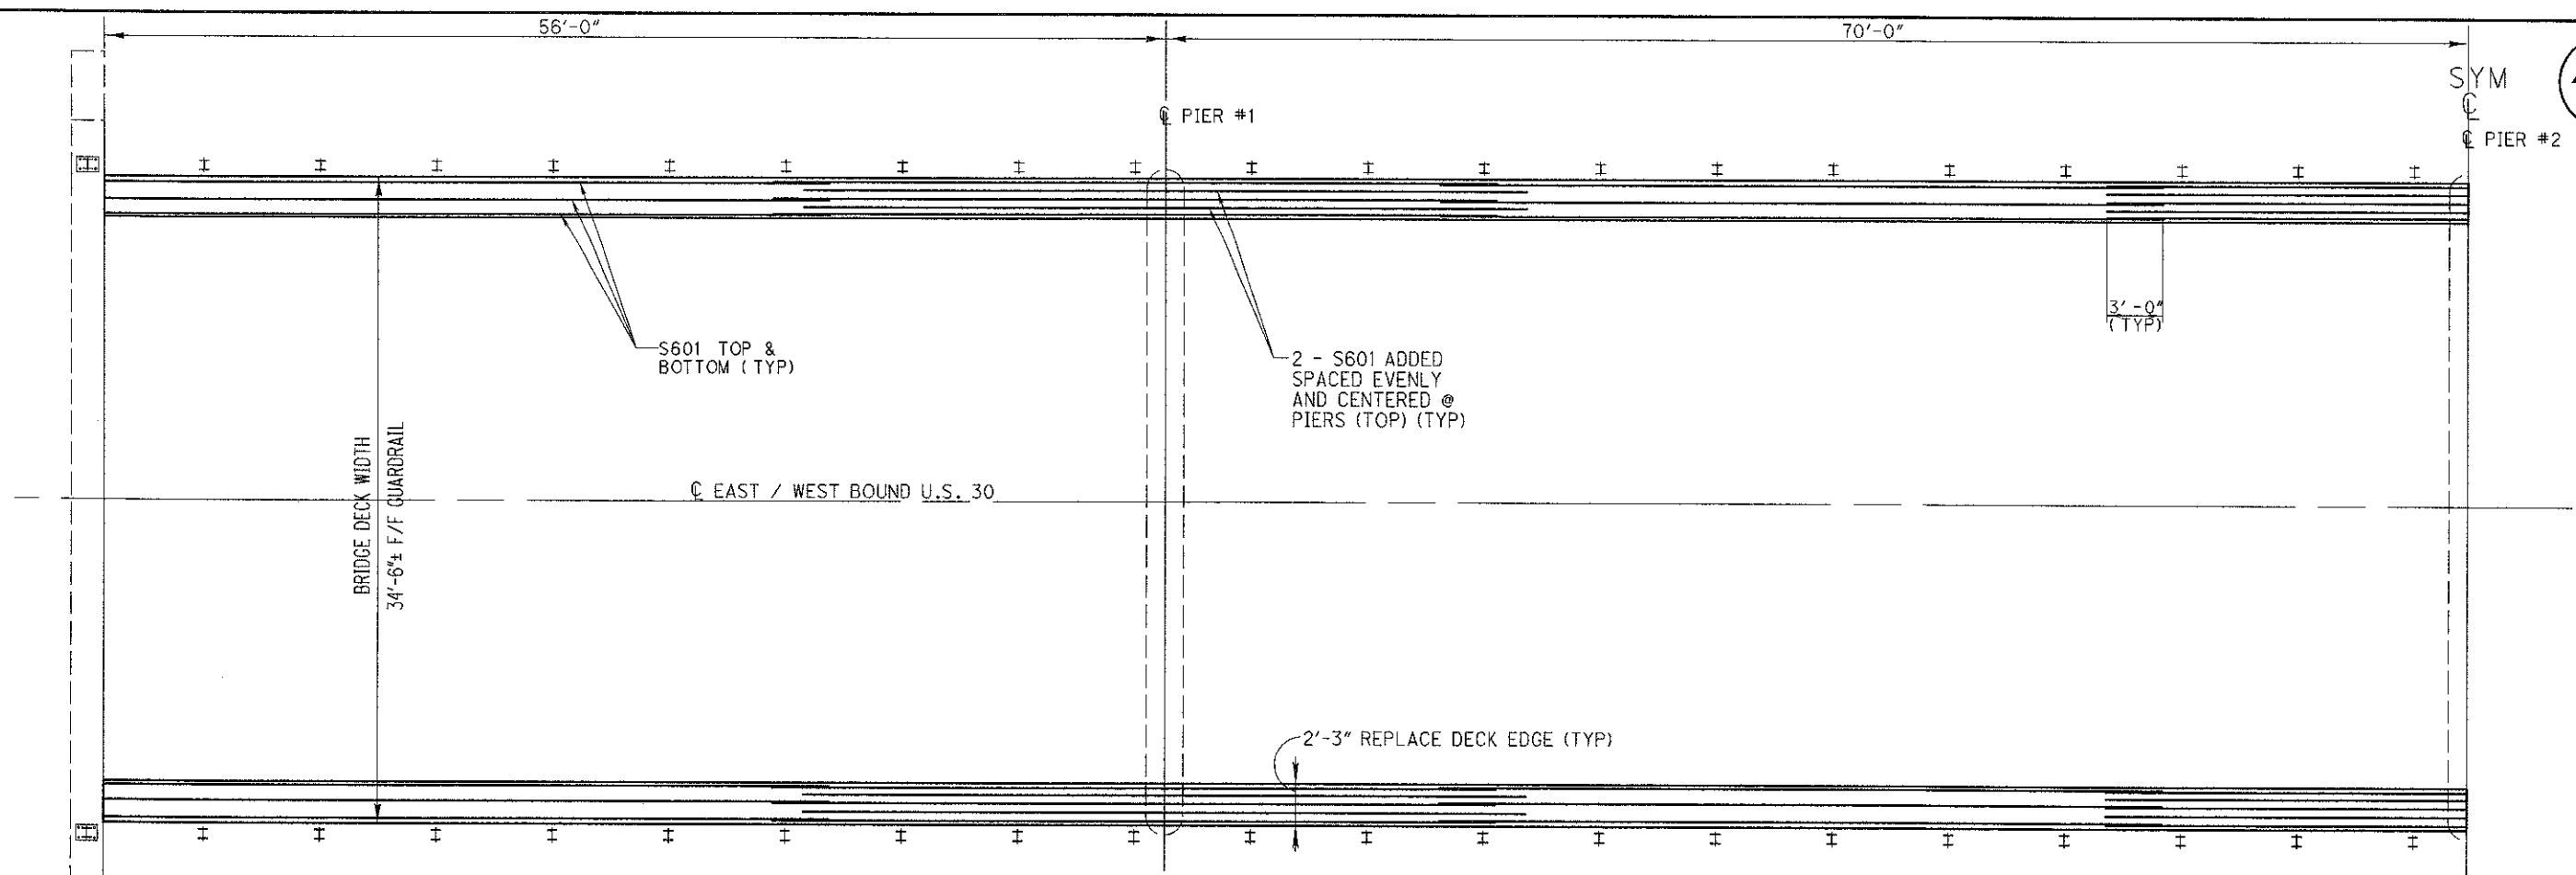 56'-0"
70'-0"
SYM
℄
℄ PIER #1
℄ PIER #2
3'-0"
(TYP)
S601 TOP &
BOTTOM (TYP)
2 - S601 ADDED
SPACED EVENLY
AND CENTERED @
PIERS (TOP) (TYP)
BRIDGE DECK WIDTH
34'-6"± F/F GUARDRAIL
℄ EAST / WEST BOUND U.S. 30
2'-3" REPLACE DECK EDGE (TYP)